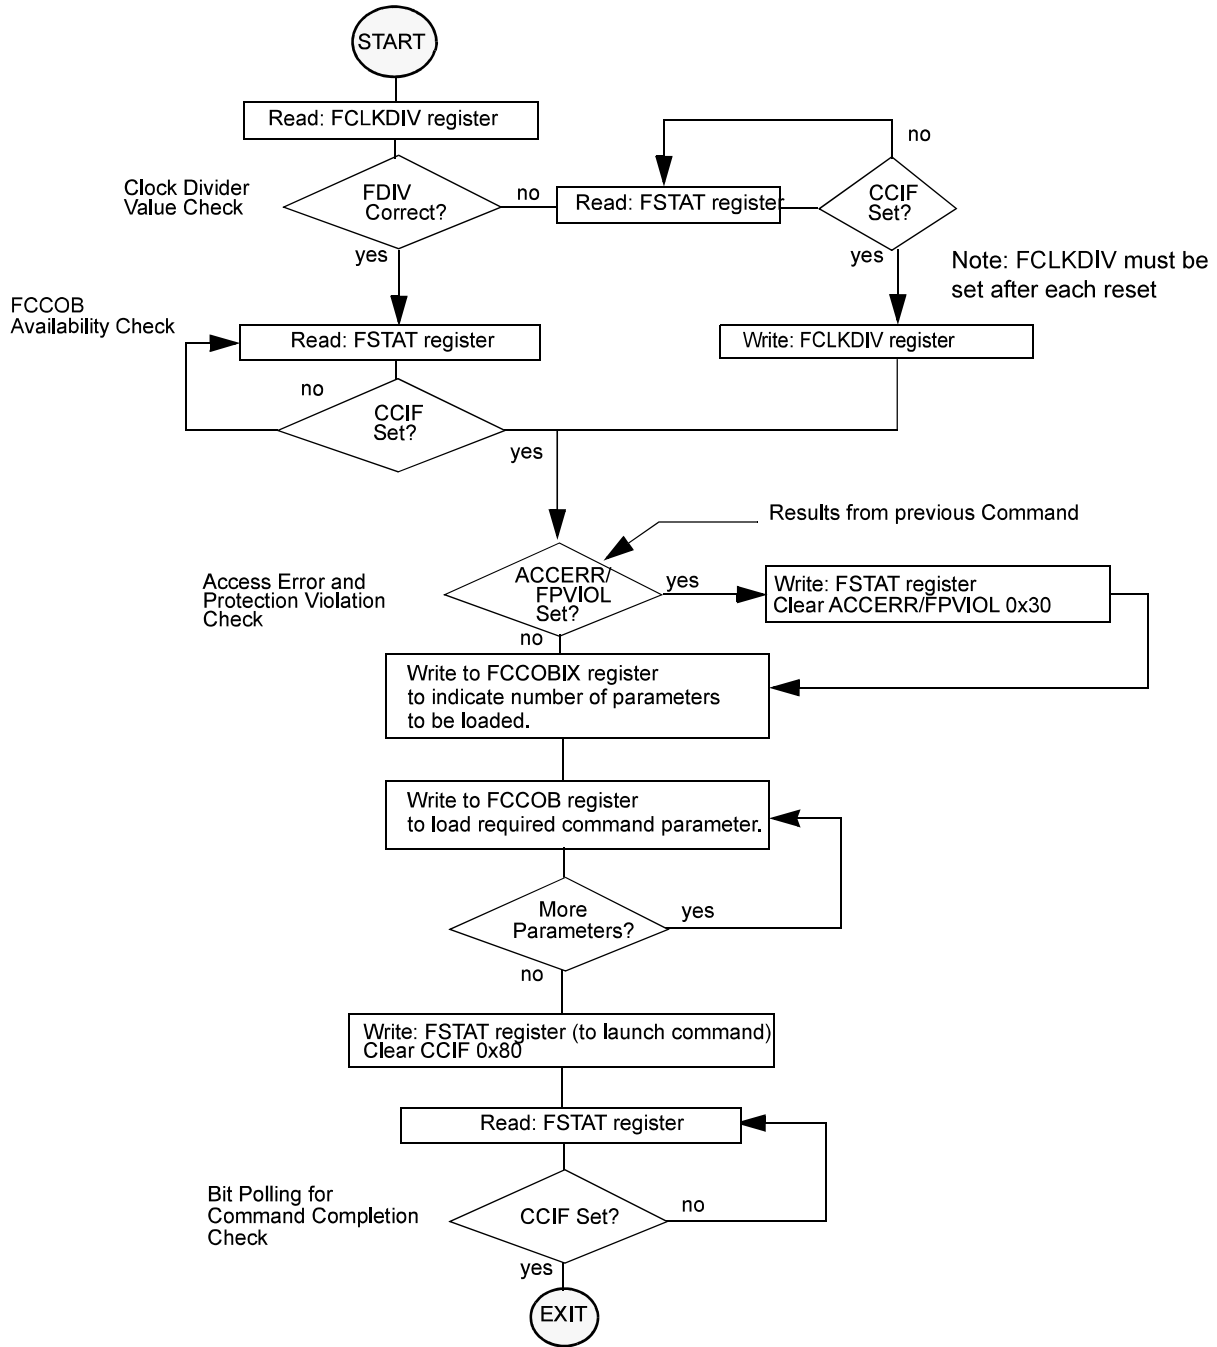 START
Read: FCLKDIV register
Clock Divider
Value Check
FDIV
Correct?
no
Read: FSTAT register
CCIF
Set?
no
yes
yes
Note: FCLKDIV must be
set after each reset
FCCOB
Availability Check
Read: FSTAT register
Write: FCLKDIV register
no
CCIF
Set?
yes
Results from previous Command
Access Error and
Protection Violation
Check
ACCERR/
FPVIOL
Set?
yes
Write: FSTAT register
Clear ACCERR/FPVIOL 0x30
no
Write to FCCOBIX register
to indicate number of parameters
to be loaded.
Write to FCCOB register
to load required command parameter.
More
Parameters?
yes
no
Write: FSTAT register (to launch command)
Clear CCIF 0x80
Read: FSTAT register
Bit Polling for
Command Completion
Check
CCIF Set?
no
yes
EXIT